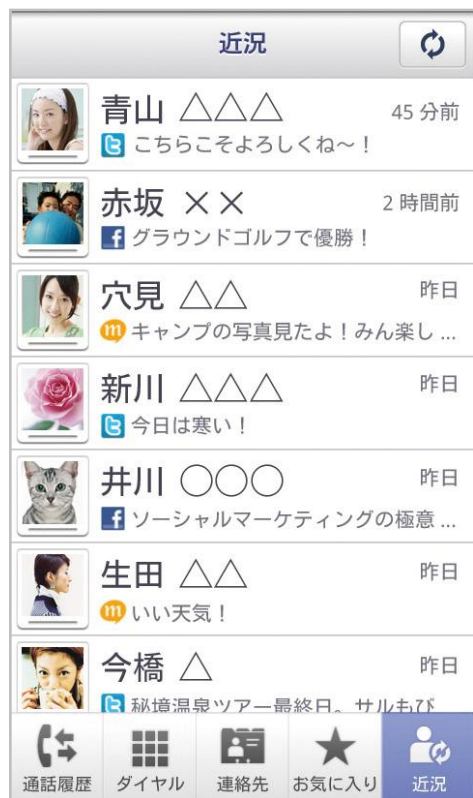 近況
青山 △△△ 45 分前
こちらこそよろしくね～！
赤坂 ×× 2 時間前
グラウンドゴルフで優勝！
穴見 △△ 昨日
キャンプの写真見たよ！みん楽し ...
新川 △△△ 昨日
今日は寒い！
井川 ○○○ 昨日
ソーシャルマーケティングの極意 ...
生田 △△ 昨日
いい天気！
今橋 △ 昨日
秘境温泉ツアー最終日。サルもび
通話履歴 ダイヤル 連絡先 お気に入り 近況